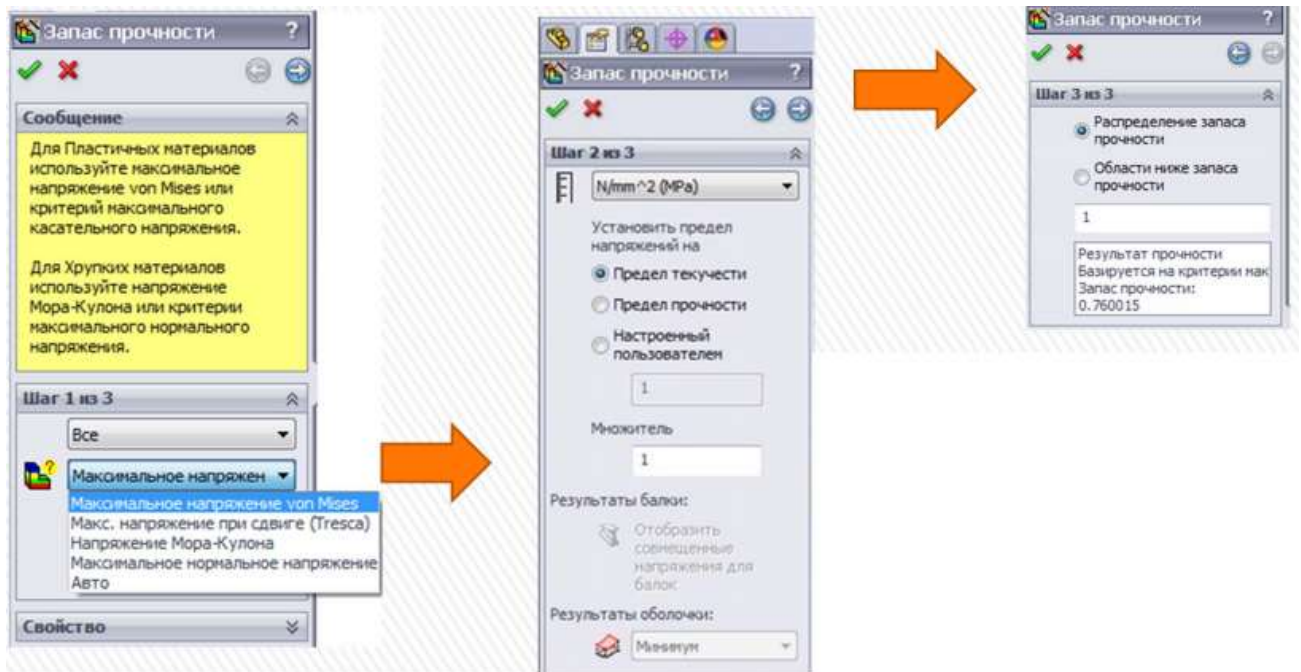 Запас прочности ?
Сообщение
Для Пластичных материалов
используйте максимальное
напряжение von Mises или
критерий максимального
касательного напряжения.
Для Хрупких материалов
используйте напряжение
Мора-Кулона или критерии
максимального нормального
напряжения.
Шаг 1 из 3
Все
Максимальное напряжен
Максимальное напряжение von Mises
Макс. напряжение при сдвиге (Tresca)
Напряжение Мора-Кулона
Максимальное нормальное напряжение
Авто
Свойство
Запас прочности ?
Шаг 2 из 3
N/mm^2 (MPa)
Установить предел
напряжений на
Предел текучести
Предел прочности
Настроенный
пользователем
1
Множитель
1
Результаты балки:
Отобразить
совмещенные
напряжения для
балок
Результаты оболочки:
Минимум
Запас прочности ?
Шаг 3 из 3
Распределение запаса
прочности
Области ниже запаса
прочности
1
Результат прочности
Базируется на критерии мак
Запас прочности:
0.760015